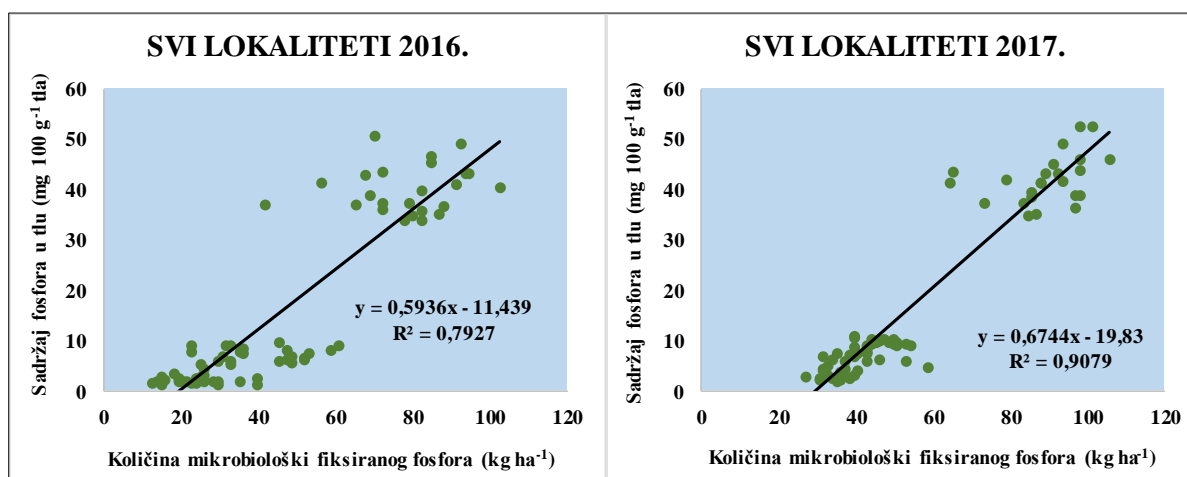 SVI LOKALITETI 2016.
Sadržaj fosfora u tlu (mg 100 g⁻¹ tla)
60
50
40
30
20
10
0
y = 0,5936x - 11,439
R² = 0,7927
0 20 40 60 80 100 120
Količina mikrobiološki fiksiranog fosfora (kg ha⁻¹)
SVI LOKALITETI 2017.
Sadržaj fosfora u tlu (mg 100 g⁻¹ tla)
60
50
40
30
20
10
0
y = 0,6744x - 19,83
R² = 0,9079
0 20 40 60 80 100 120
Količina mikrobiološki fiksiranog fosfora (kg ha⁻¹)